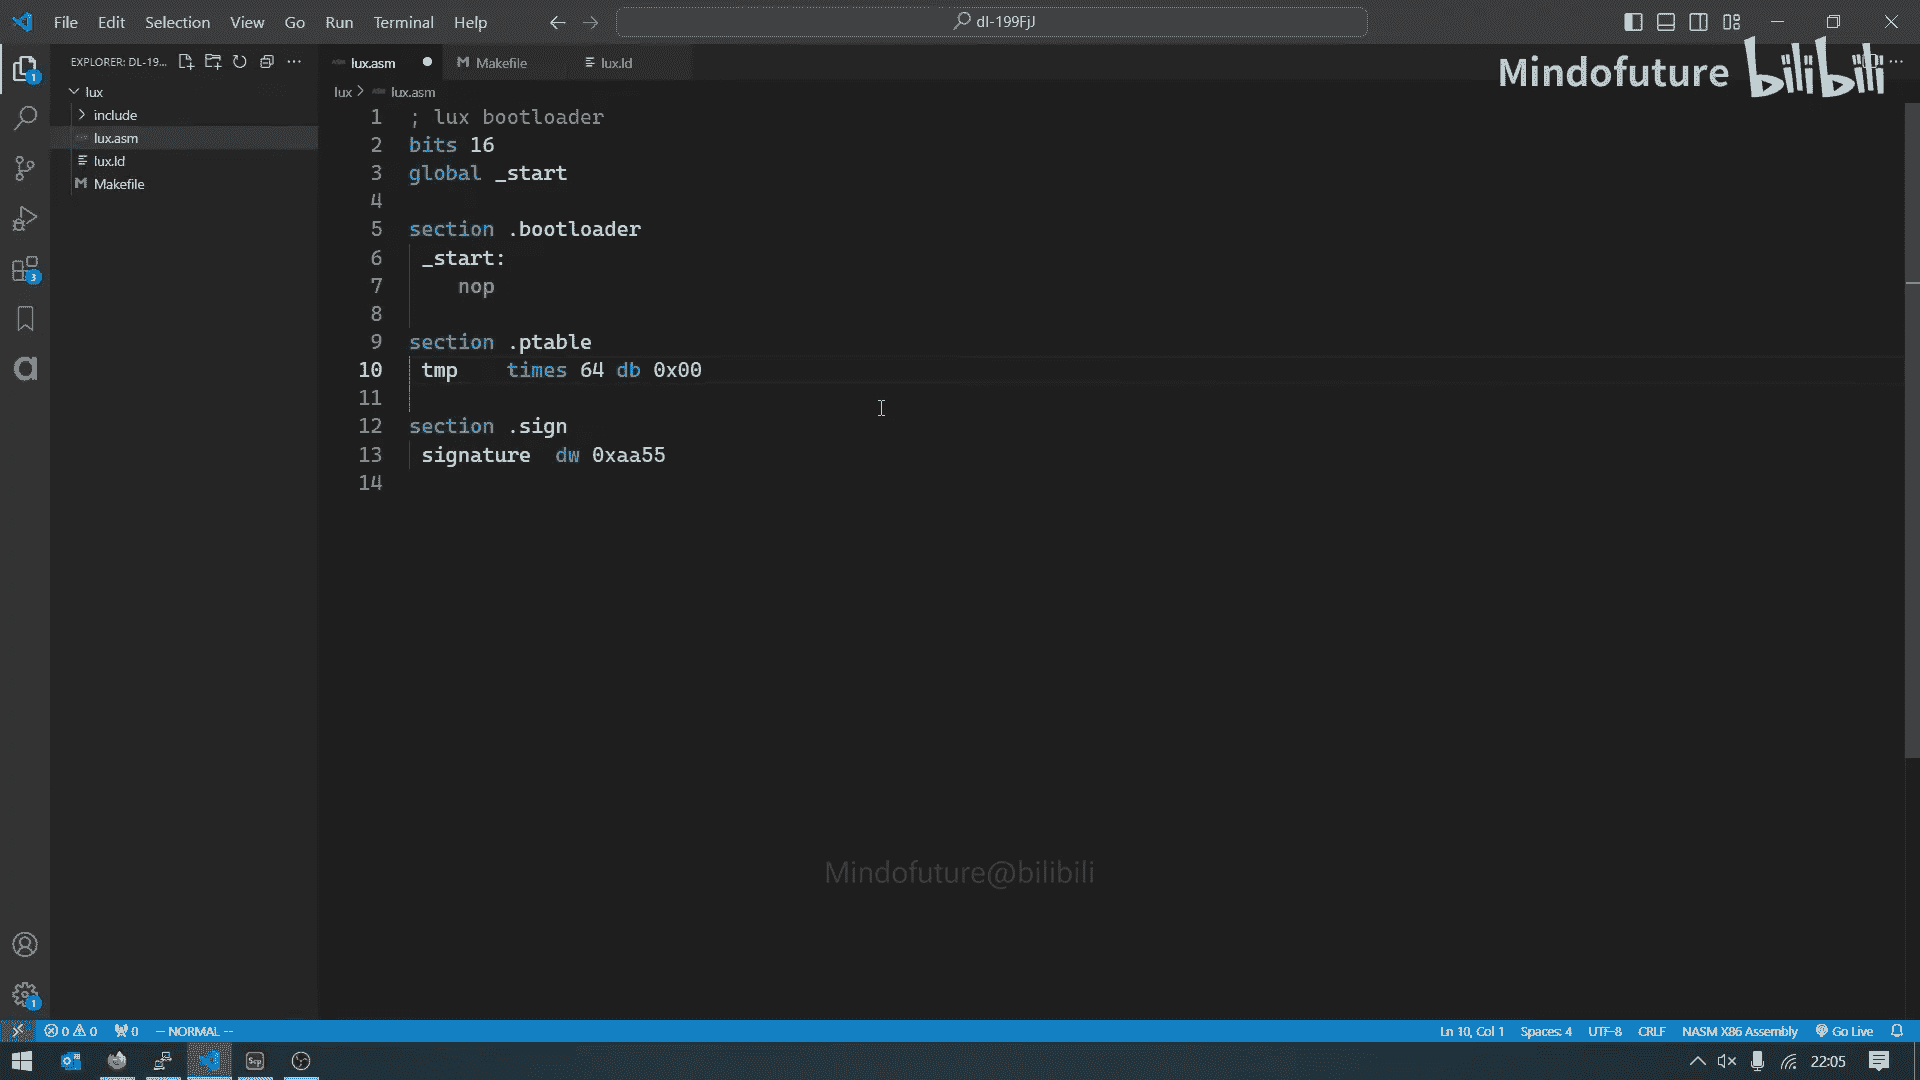 File Edit Selection View Go Run Terminal Help dl-199FjJ
EXPLORER: DL-19... lux.asm Makefile lux.ld
Mindofuture bilibili
lux
lux > lux.asm
include
lux.asm
lux.ld
Makefile
1 ; lux bootloader
2 bits 16
3 global _start
4
5 section .bootloader
6 _start:
7 nop
8
9 section .ptable
10 tmp times 64 db 0x00
11
12 section .sign
13 signature dw 0xaa55
14
1
3
Mindofuture@bilibili
1
0 0 0 -- NORMAL -- Ln 10, Col 1 Spaces: 4 UTF-8 CRLF NASM X86 Assembly Go Live
22:05